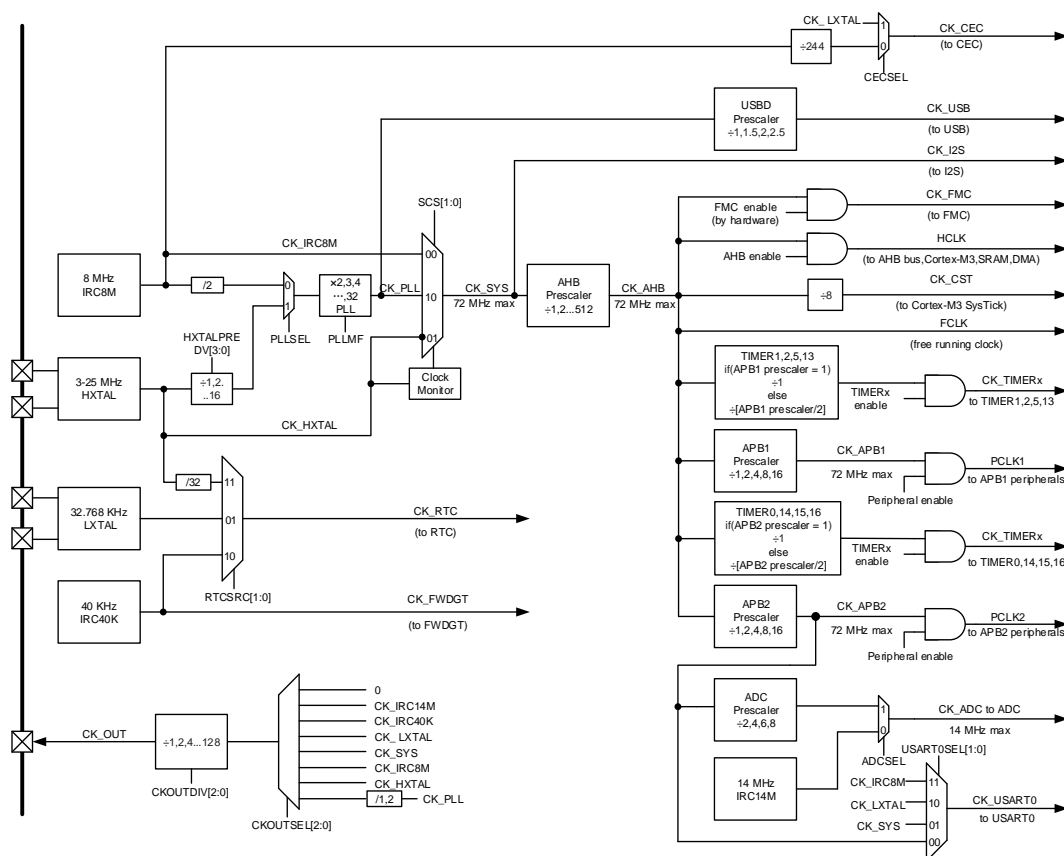 CK_ LXTAL
1
0
÷244
CECSEL
CK_CEC
(to CEC)
USBD
Prescaler
÷1,1.5,2,2.5
CK_USB
(to USB)
CK_I2S
(to I2S)
SCS[1:0]
FMC enable
(by hardware)
CK_FMC
(to FMC)
CK_IRC8M
00
AHB enable
HCLK
(to AHB bus,Cortex-M3,SRAM,DMA)
8 MHz
IRC8M
/2
0
1
PLLSEL
×2,3,4
…,32
PLL
PLLMF
CK_PLL
10
01
CK_SYS
72 MHz max
AHB
Prescaler
÷1,2...512
CK_AHB
72 MHz max
÷8
CK_CST
(to Cortex-M3 SysTick)
FCLK
(free running clock)
HXTALPRE
DV[3:0]
3-25 MHz
HXTAL
÷1,2.
..16
Clock
Monitor
CK_HXTAL
TIMER1,2,5,13
if(APB1 prescaler = 1)
÷1
else
÷[APB1 prescaler/2]
TIMERx
enable
CK_TIMERx
to TIMER1,2,5,13
APB1
Prescaler
÷1,2,4,8,16
CK_APB1
72 MHz max
Peripheral enable
PCLK1
to APB1 peripherals
/32
11
01
10
32.768 KHz
LXTAL
CK_RTC
(to RTC)
RTCSRC[1:0]
TIMER0,14,15,16
if(APB2 prescaler = 1)
÷1
else
÷[APB2 prescaler/2]
TIMERx
enable
CK_TIMERx
to TIMER0,14,15,16
40 KHz
IRC40K
CK_FWDGT
(to FWDGT)
APB2
Prescaler
÷1,2,4,8,16
CK_APB2
72 MHz max
Peripheral enable
PCLK2
to APB2 peripherals
CK_OUT
÷1,2,4...128
CKOUTDIV[2:0]
0
CK_IRC14M
CK_IRC40K
CK_LXTAL
CK_SYS
CK_IRC8M
CK_HXTAL
/1,2
CK_PLL
CKOUTSEL[2:0]
ADC
Prescaler
÷2,4,6,8
1
0
ADCSEL
CK_ADC to ADC
14 MHz max
14 MHz
IRC14M
USART0SEL[1:0]
CK_IRC8M
11
CK_LXTAL
10
CK_SYS
01
00
CK_USART0
to USART0